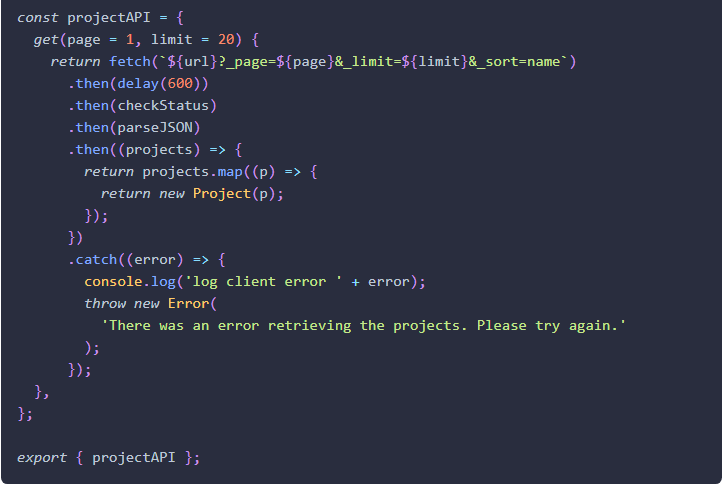 const projectAPI = {
  get(page = 1, limit = 20) {
    return fetch(`${url}?_page=${page}&_limit=${limit}&_sort=name`)
      .then(delay(600))
      .then(checkStatus)
      .then(parseJSON)
      .then((projects) => {
        return projects.map((p) => {
          return new Project(p);
        });
      })
      .catch((error) => {
        console.log('log client error ' + error);
        throw new Error(
          'There was an error retrieving the projects. Please try again.'
        );
      });
  },
};

export { projectAPI };